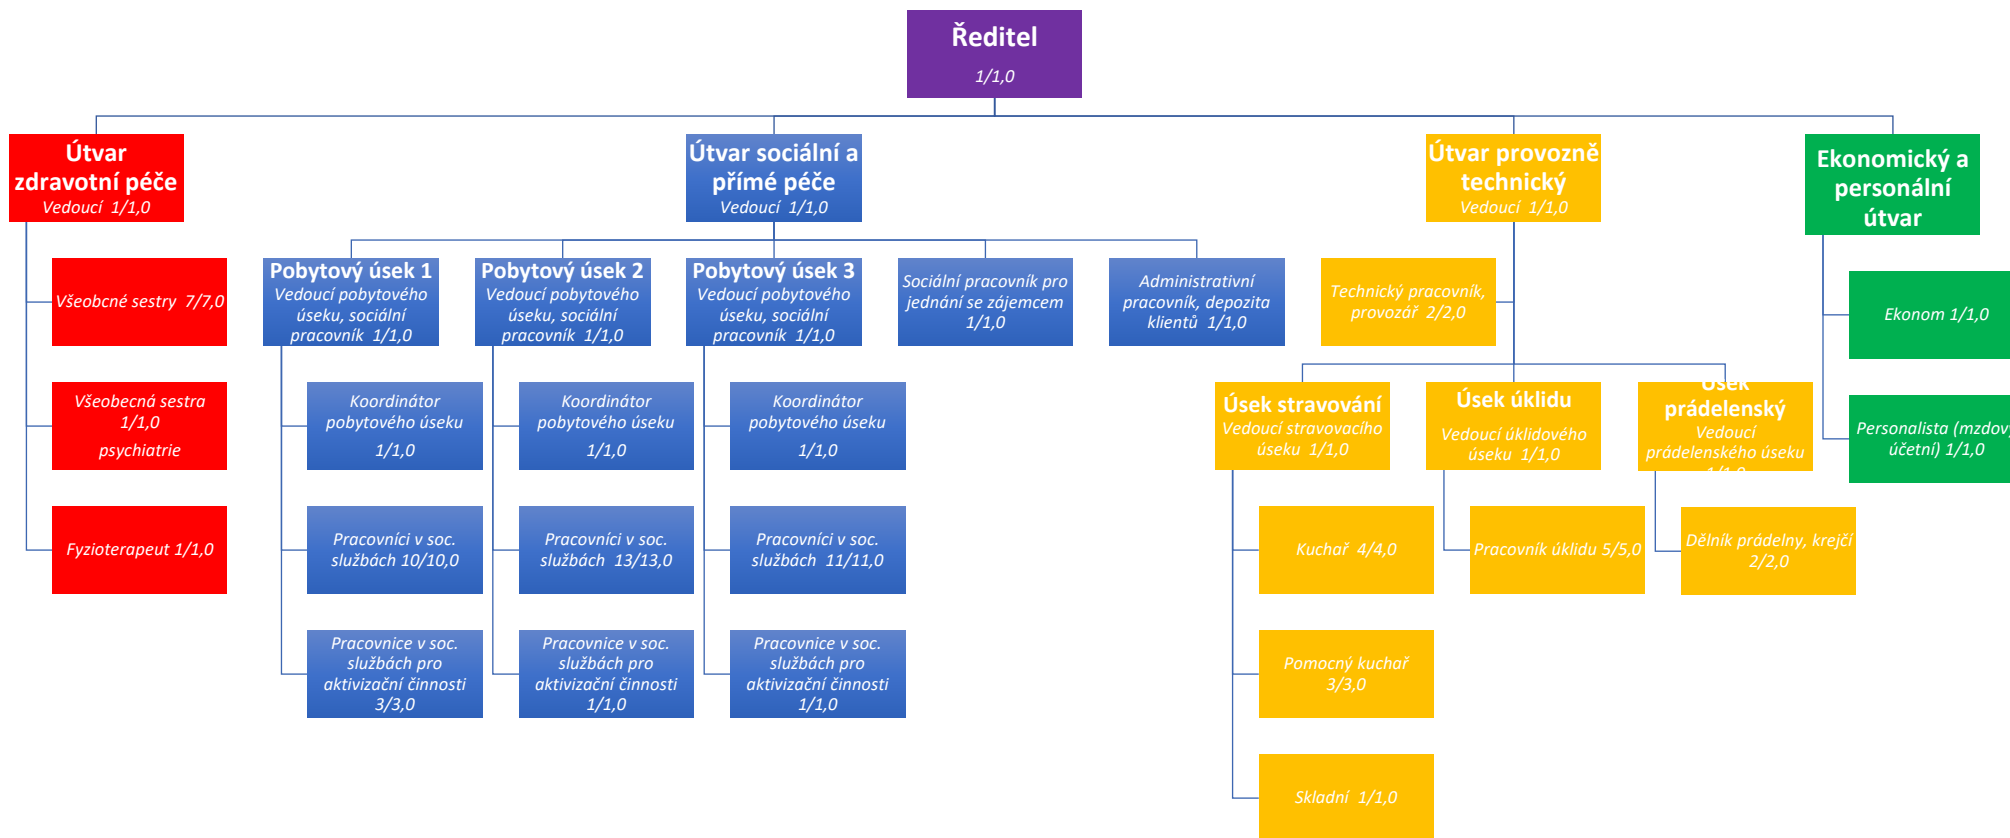 Ředitel
1/1,0
Útvar
zdravotní péče
Vedoucí 1/1,0
Útvar sociální a
přímé péče
Vedoucí 1/1,0
Útvar provozně
technický
Vedoucí 1/1,0
Ekonomický a
personální
útvar
Všeobcné sestry 7/7,0
Pobytový úsek 1
Vedoucí pobytového
úseku, sociální
pracovník 1/1,0
Pobytový úsek 2
Vedoucí pobytového
úseku, sociální
pracovník 1/1,0
Pobytový úsek 3
Vedoucí pobytového
úseku, sociální
pracovník 1/1,0
Sociální pracovník pro
jednání se zájemcem
1/1,0
Administrativní
pracovník, depozita
klientů 1/1,0
Technický pracovník,
provozář 2/2,0
Ekonom 1/1,0
Všeobecná sestra
1/1,0
psychiatrie
Koordinátor
pobytového úseku
1/1,0
Koordinátor
pobytového úseku
1/1,0
Koordinátor
pobytového úseku
1/1,0
Úsek stravování
Vedoucí stravovacího
úseku 1/1,0
Úsek úklidu
Vedoucí úklidového
úseku 1/1,0
Úsek
prádelenský
Vedoucí
prádelenského úseku
1/1,0
Personalista (mzdový
účetní) 1/1,0
Fyzioterapeut 1/1,0
Pracovníci v soc.
službách 10/10,0
Pracovníci v soc.
službách 13/13,0
Pracovníci v soc.
službách 11/11,0
Kuchař 4/4,0
Pracovník úklidu 5/5,0
Dělník prádelny, krejčí
2/2,0
Pracovnice v soc.
službách pro
aktivizační činnosti
3/3,0
Pracovnice v soc.
službách pro
aktivizační činnosti
1/1,0
Pracovnice v soc.
službách pro
aktivizační činnosti
1/1,0
Pomocný kuchař
3/3,0
Skladní 1/1,0